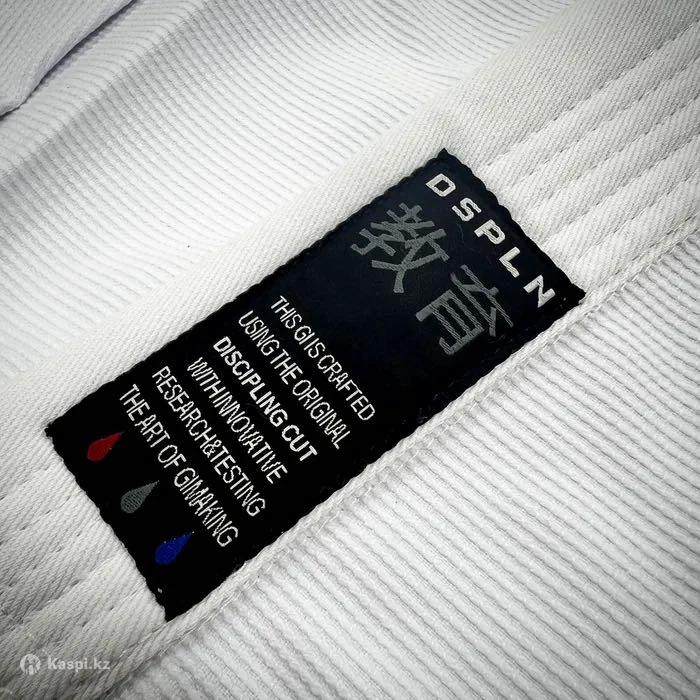 DSPLN
教育
THIS GI IS CRAFTED
USING THE ORIGINAL
DISCIPLING CUT
WITH INNOVATIVE
RESEARCH&TESTING
THE ART OF GIMAKING
Kaspi.kz